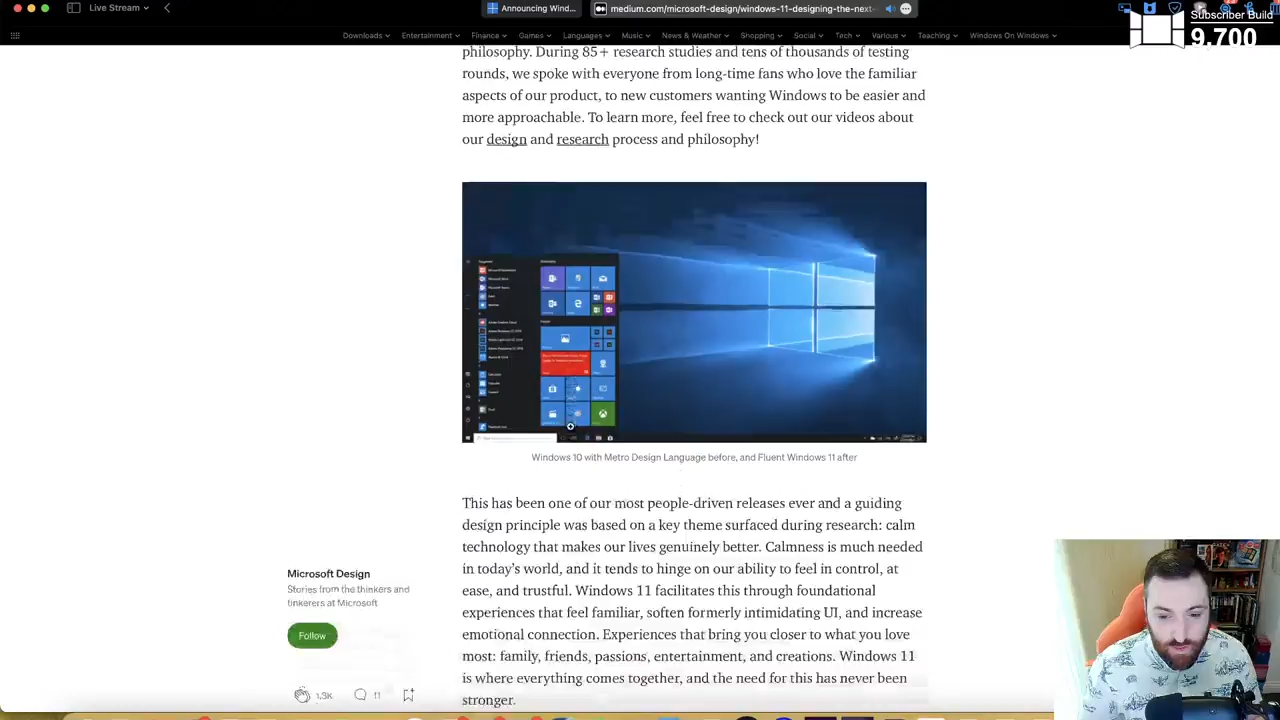 Live Stream
Announcing Wind...
medium.com/microsoft-design/windows-11-designing-the-next-
Subscriber Build
9,700
Downloads
Entertainment
Finance
Games
Languages
Music
News & Weather
Shopping
Social
Tech
Various
Teaching
Windows On Windows
philosophy. During 85+ research studies and tens of thousands of testing
rounds, we spoke with everyone from long-time fans who love the familiar
aspects of our product, to new customers wanting Windows to be easier and
more approachable. To learn more, feel free to check out our videos about
our design and research process and philosophy!
Windows 10 with Metro Design Language before, and Fluent Windows 11 after
This has been one of our most people-driven releases ever and a guiding
design principle was based on a key theme surfaced during research: calm
technology that makes our lives genuinely better. Calmness is much needed
in today's world, and it tends to hinge on our ability to feel in control, at
ease, and trustful. Windows 11 facilitates this through foundational
experiences that feel familiar, soften formerly intimidating UI, and increase
emotional connection. Experiences that bring you closer to what you love
most: family, friends, passions, entertainment, and creations. Windows 11
is where everything comes together, and the need for this has never been
stronger.
Microsoft Design
Stories from the thinkers and
tinkerers at Microsoft
Follow
1.3K
11